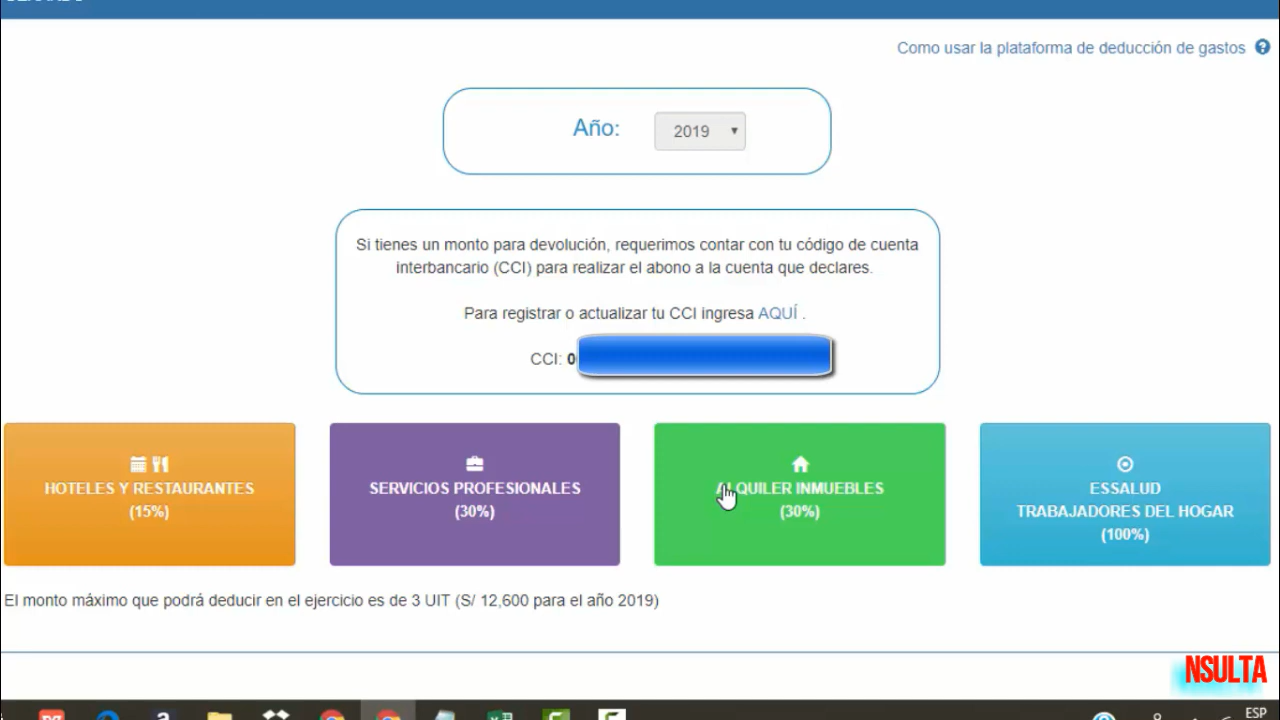 Como usar la plataforma de deducción de gastos
Año:
2019
Si tienes un monto para devolución, requerimos contar con tu código de cuenta
interbancario (CCI) para realizar el abono a la cuenta que declares.
Para registrar o actualizar tu CCI ingresa AQUÍ .
CCI: 0
HOTELES Y RESTAURANTES
(15%)
SERVICIOS PROFESIONALES
(30%)
ALQUILER INMUEBLES
(30%)
ESSALUD
TRABAJADORES DEL HOGAR
(100%)
El monto máximo que podrá deducir en el ejercicio es de 3 UIT (S/ 12,600 para el año 2019)
NSULTA
ESP